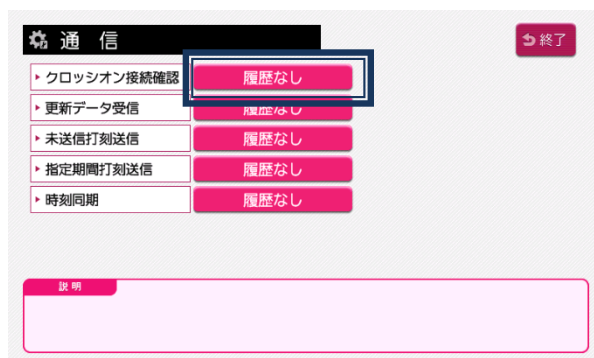 通 信
終了
クロッシオン接続確認 履歴なし
更新データ受信 履歴なし
未送信打刻送信 履歴なし
指定期間打刻送信 履歴なし
時刻同期 履歴なし
説明